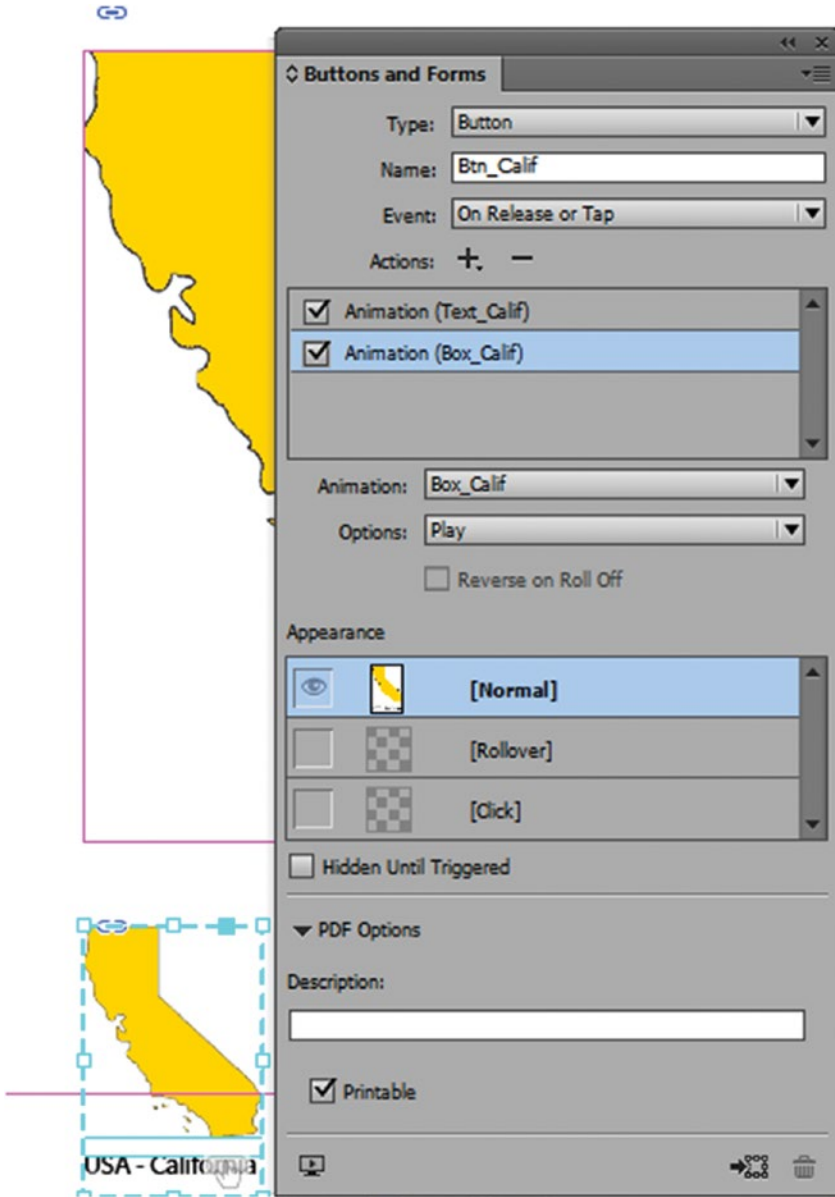 Buttons and Forms
Type: Button
Name: Btn_Calif
Event: On Release or Tap
Actions:
Animation (Text_Calif)
Animation (Box_Calif)
Animation: Box_Calif
Options: Play
Reverse on Roll Off
Appearance
[Normal]
[Rollover]
[Click]
Hidden Until Triggered
PDF Options
Description:
Printable
USA - California